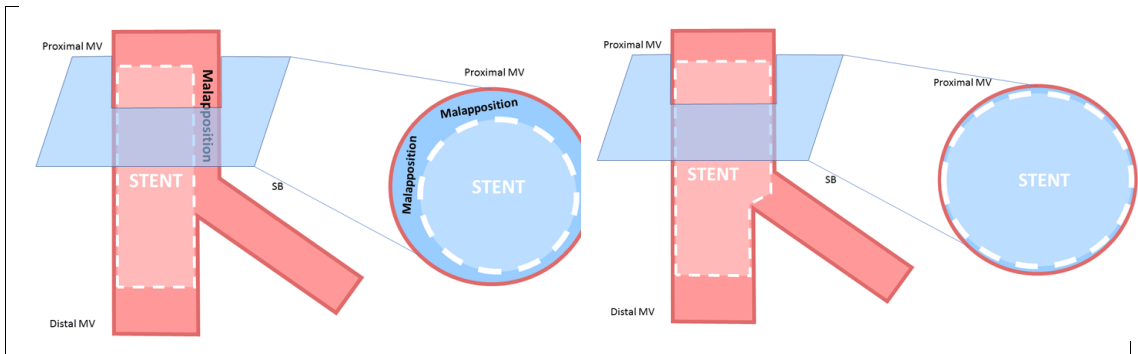 Proximal MV
Malapposition
STENT
SB
Distal MV
Proximal MV
Malapposition
Malapposition
STENT
Proximal MV
STENT
SB
Distal MV
Proximal MV
STENT